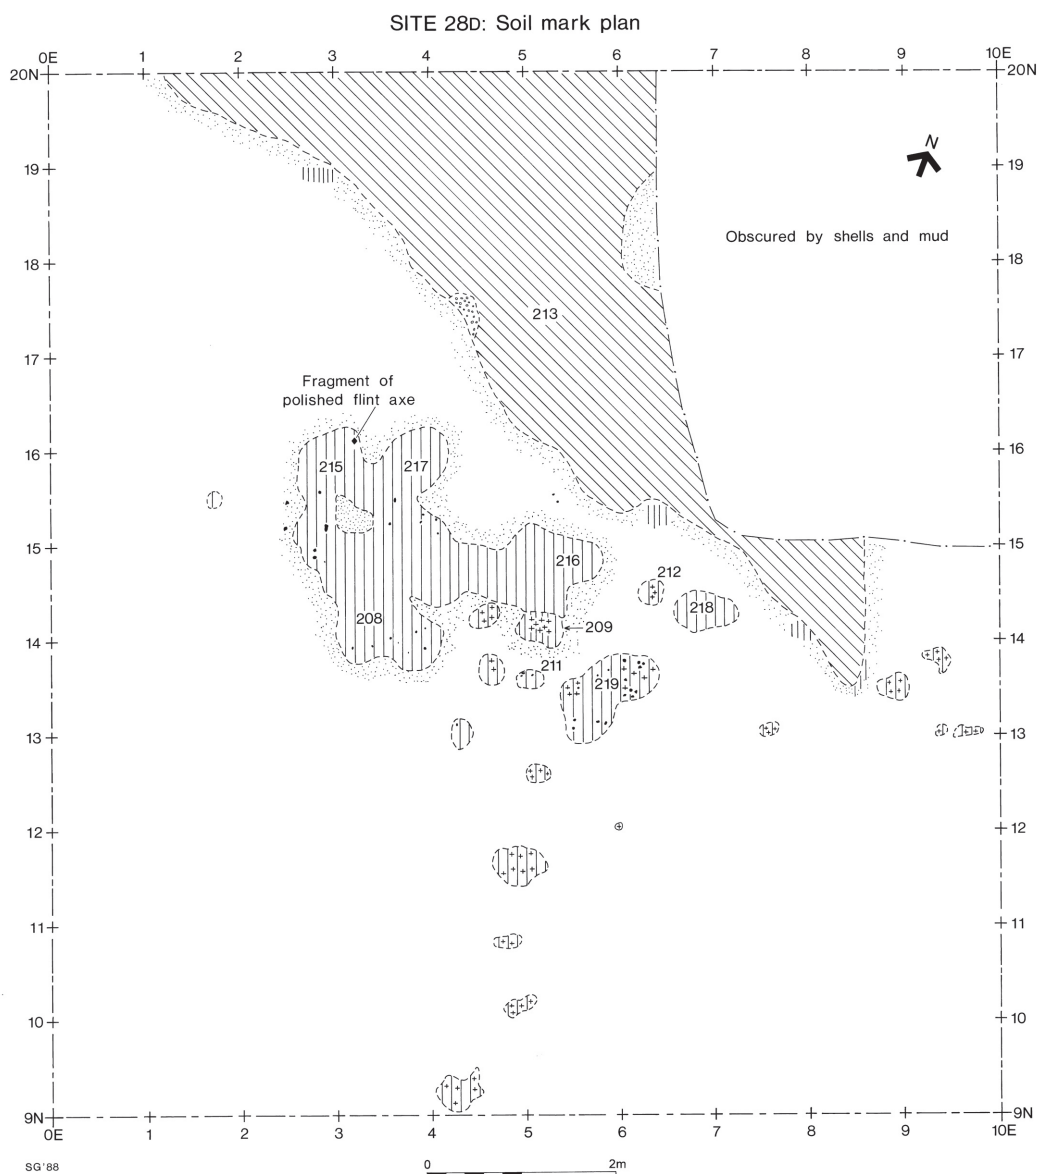 SITE 28D: Soil mark plan
0E 1 2 3 4 5 6 7 8 9 10E
20N 20N
N
19 19
Obscured by shells and mud
18 18
213
17 17
Fragment of
polished flint axe
16 16
215 217
15 15
216 212
218
208 209
14 14
211
219
13 13
12 12
11 11
10 10
9N 9N
0E 1 2 3 4 5 6 7 8 9 10E
SG'88
0 2m